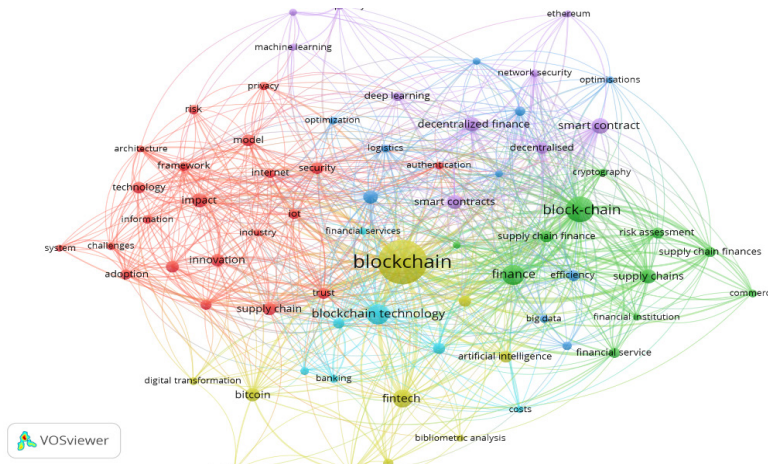 ethereum
machine learning
network security
optimisations
privacy
deep learning
risk
optimization
decentralized finance
smart contract
architecture
model
logistics
decentralised
framework
internet
security
authentication
cryptography
technology
impact
smart contracts
block-chain
information
iot
industry
financial services
supply chain finance
risk assessment
system
challenges
supply chain finances
adoption
innovation
blockchain
finance
efficiency
supply chains
trust
commerc
supply chain
blockchain technology
big data
financial institution
artificial intelligence
financial service
digital transformation
banking
bitcoin
fintech
costs
bibliometric analysis
VOSviewer